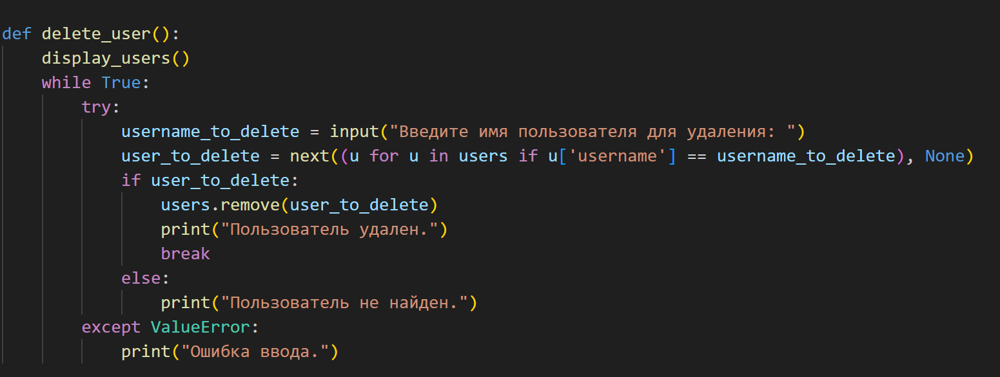 def delete_user():
    display_users()
    while True:
        try:
            username_to_delete = input("Введите имя пользователя для удаления: ")
            user_to_delete = next((u for u in users if u['username'] == username_to_delete), None)
            if user_to_delete:
                users.remove(user_to_delete)
                print("Пользователь удален.")
                break
            else:
                print("Пользователь не найден.")
        except ValueError:
            print("Ошибка ввода.")